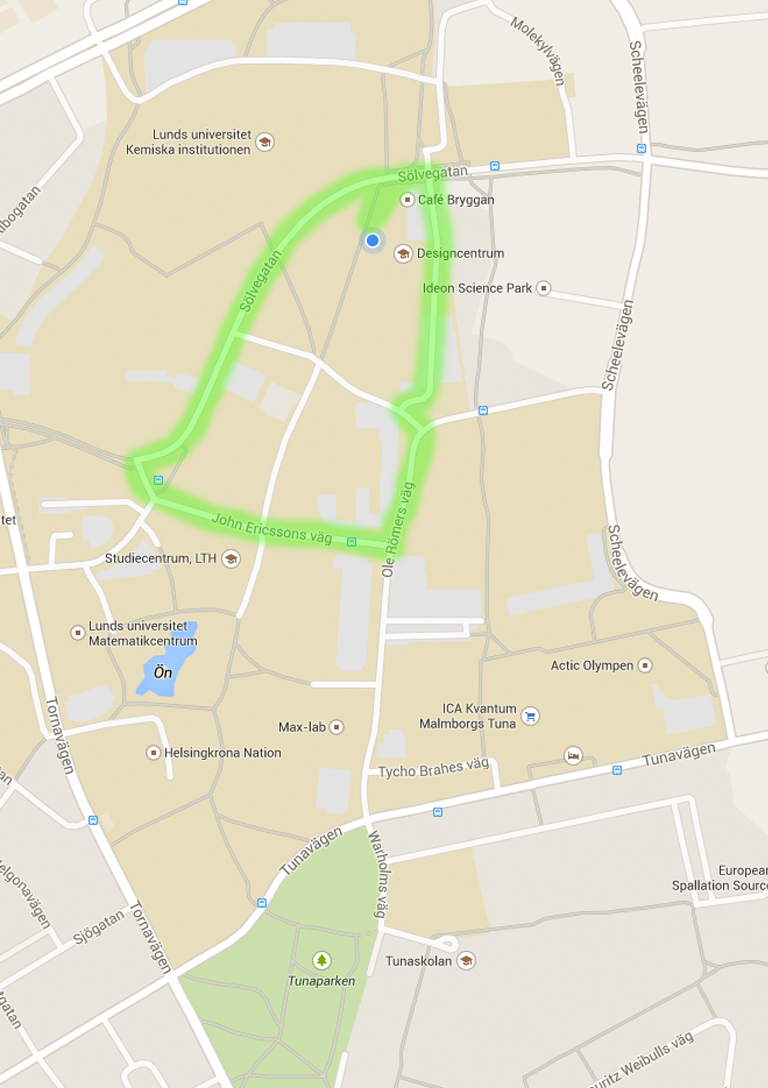 Molekylvägen
Scheelevägen
Lunds universitet
Kemiska institutionen
Sölvegatan
Café Bryggan
Designcentrum
Sölvegatan
Ideon Science Park
Scheelevägen
John Ericssons väg
Ole Römers väg
Studiecentrum, LTH
Scheelevägen
Lunds universitet
Matematikcentrum
Ön
Actic Olympen
Tornavägen
ICA Kvantum
Malmborgs Tuna
Max-lab
Helsingkrona Nation
Tycho Brahes väg
Tunavägen
Tunavägen
Warholms väg
European
Spallation Source
Sjögatan
Tornavägen
Tunaskolan
Tunaparken